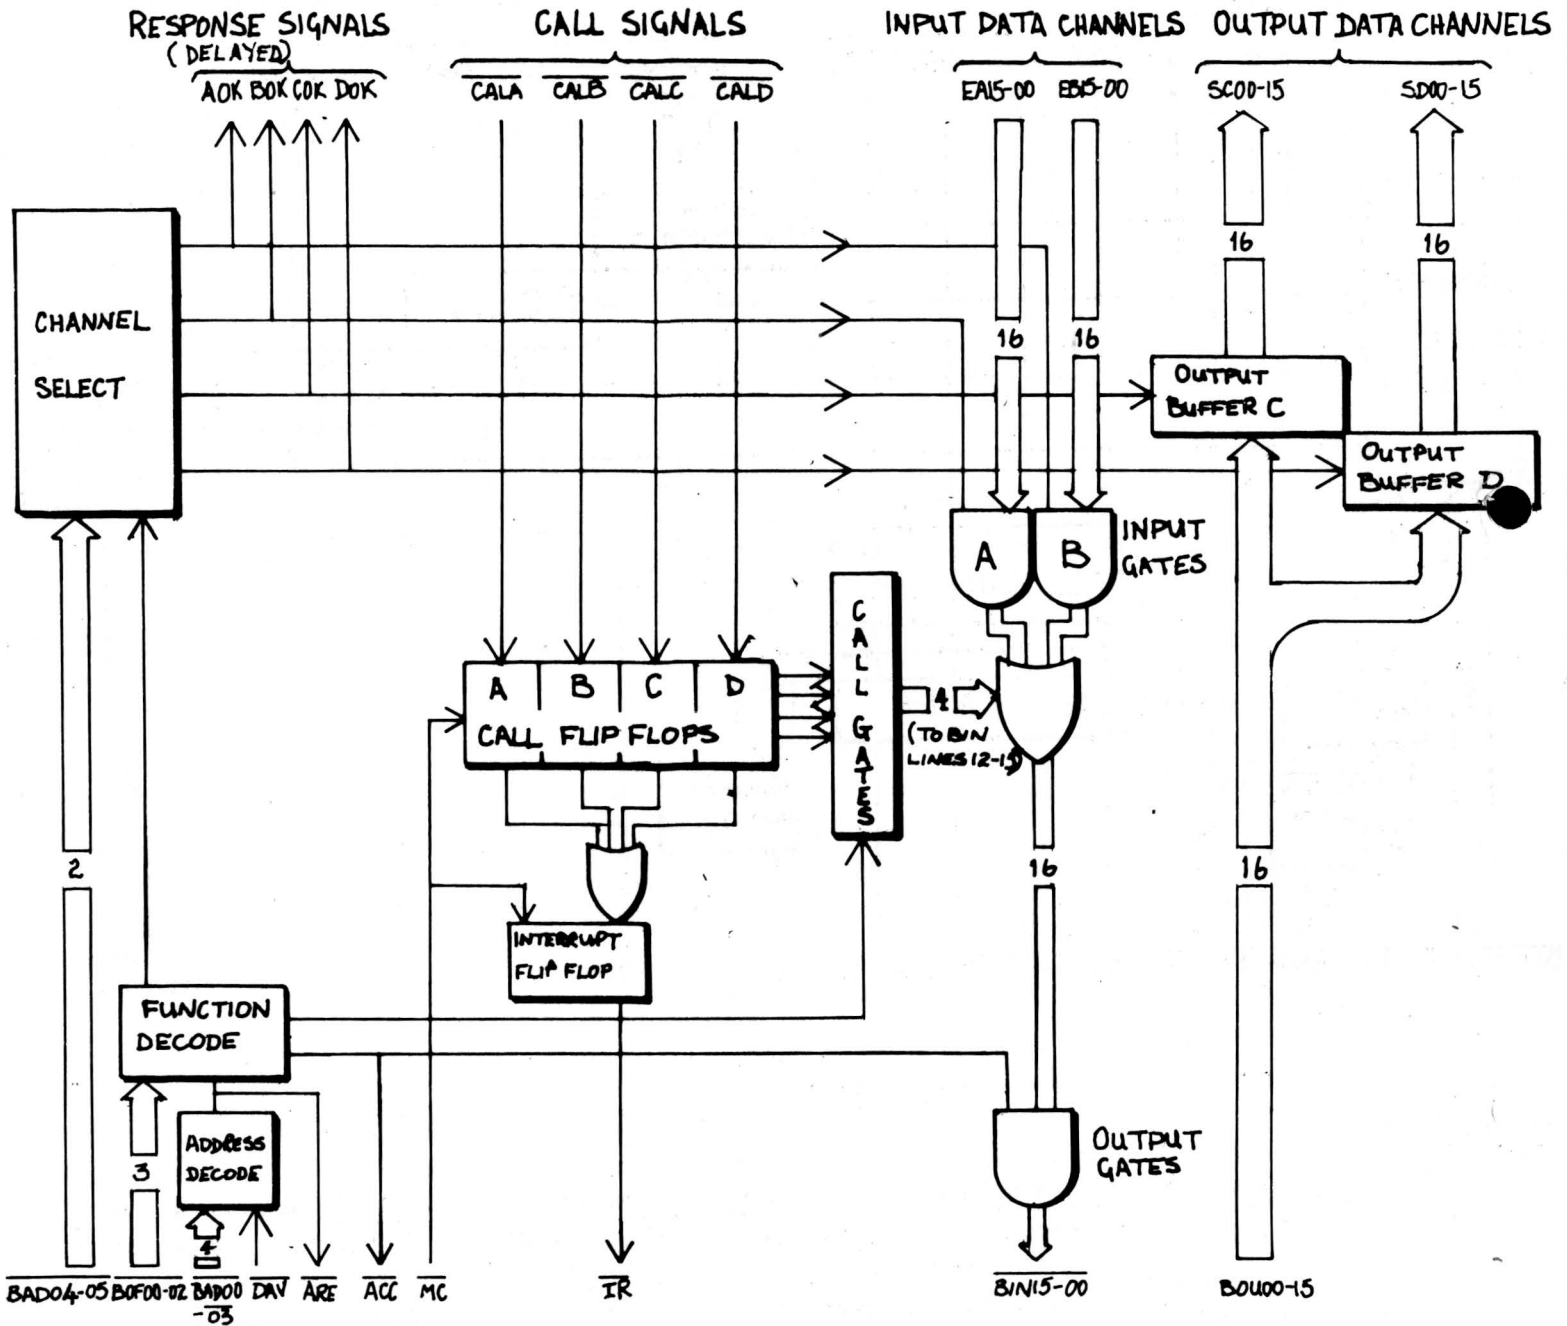 RESPONSE SIGNALS
(DELAYED)
CALL SIGNALS
INPUT DATA CHANNELS
OUTPUT DATA CHANNELS
AOK BOK COK DOK
CALA CALB CALC CALD
EA15-00 EB15-00
SC00-15
SD00-15
16
16
CHANNEL
SELECT
16
16
OUTPUT
BUFFER C
OUTPUT
BUFFER D
A
B
INPUT
GATES
CALL GATES
A B C D
CALL FLIP FLOPS
4
(TO BIN
LINES 12-15)
2
16
16
INTERRUPT
FLIP FLOP
FUNCTION
DECODE
3
ADDRESS
DECODE
4
OUTPUT
GATES
BAD04-05 BOF00-02 BAD00
-03
DAV
ARE
ACC
MC
IR
BIN15-00
BOU00-15